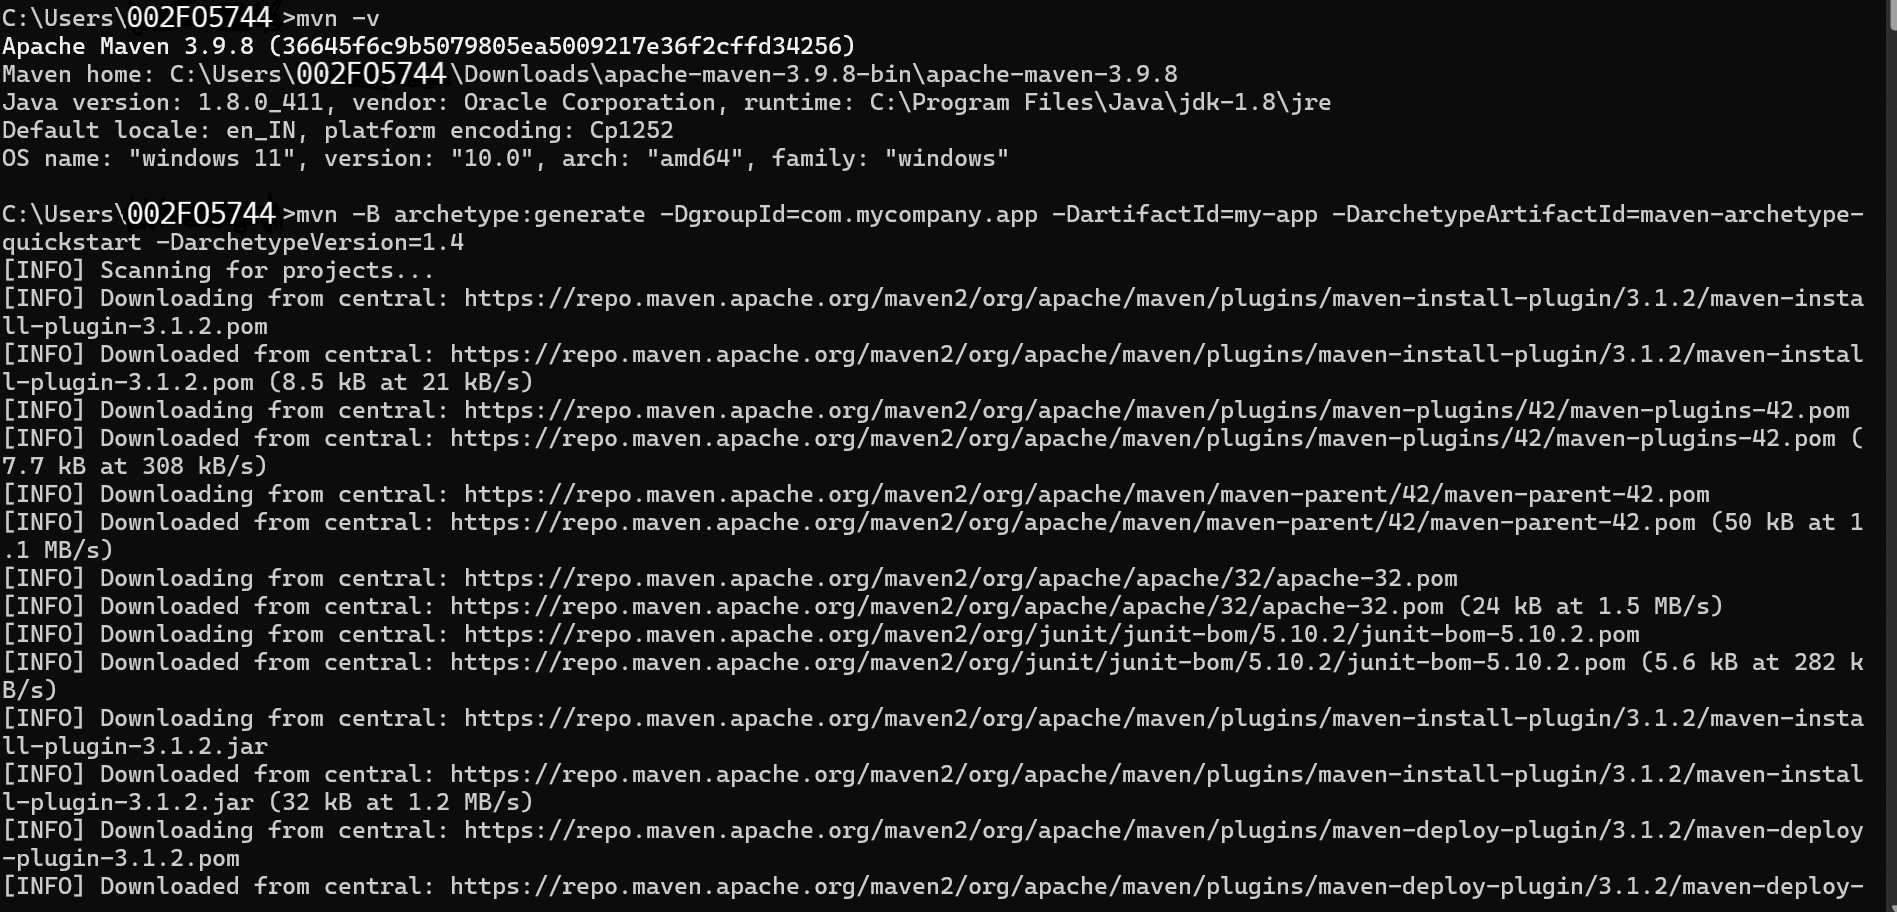 C:\Users\002FO5744 >mvn -v
Apache Maven 3.9.8 (36645f6c9b5079805ea5009217e36f2cffd34256)
Maven home: C:\Users\002FO5744\Downloads\apache-maven-3.9.8-bin\apache-maven-3.9.8
Java version: 1.8.0_411, vendor: Oracle Corporation, runtime: C:\Program Files\Java\jdk-1.8\jre
Default locale: en_IN, platform encoding: Cp1252
OS name: "windows 11", version: "10.0", arch: "amd64", family: "windows"
C:\Users\002FO5744 >mvn -B archetype:generate -DgroupId=com.mycompany.app -DartifactId=my-app -DarchetypeArtifactId=maven-archetype-
quickstart -DarchetypeVersion=1.4
[INFO] Scanning for projects...
[INFO] Downloading from central: https://repo.maven.apache.org/maven2/org/apache/maven/plugins/maven-install-plugin/3.1.2/maven-insta
ll-plugin-3.1.2.pom
[INFO] Downloaded from central: https://repo.maven.apache.org/maven2/org/apache/maven/plugins/maven-install-plugin/3.1.2/maven-instal
l-plugin-3.1.2.pom (8.5 kB at 21 kB/s)
[INFO] Downloading from central: https://repo.maven.apache.org/maven2/org/apache/maven/plugins/maven-plugins/42/maven-plugins-42.pom
[INFO] Downloaded from central: https://repo.maven.apache.org/maven2/org/apache/maven/plugins/maven-plugins/42/maven-plugins-42.pom (
7.7 kB at 308 kB/s)
[INFO] Downloading from central: https://repo.maven.apache.org/maven2/org/apache/maven/maven-parent/42/maven-parent-42.pom
[INFO] Downloaded from central: https://repo.maven.apache.org/maven2/org/apache/maven/maven-parent/42/maven-parent-42.pom (50 kB at 1
.1 MB/s)
[INFO] Downloading from central: https://repo.maven.apache.org/maven2/org/apache/apache/32/apache-32.pom
[INFO] Downloaded from central: https://repo.maven.apache.org/maven2/org/apache/apache/32/apache-32.pom (24 kB at 1.5 MB/s)
[INFO] Downloading from central: https://repo.maven.apache.org/maven2/org/junit/junit-bom/5.10.2/junit-bom-5.10.2.pom
[INFO] Downloaded from central: https://repo.maven.apache.org/maven2/org/junit/junit-bom/5.10.2/junit-bom-5.10.2.pom (5.6 kB at 282 k
B/s)
[INFO] Downloading from central: https://repo.maven.apache.org/maven2/org/apache/maven/plugins/maven-install-plugin/3.1.2/maven-insta
ll-plugin-3.1.2.jar
[INFO] Downloaded from central: https://repo.maven.apache.org/maven2/org/apache/maven/plugins/maven-install-plugin/3.1.2/maven-instal
l-plugin-3.1.2.jar (32 kB at 1.2 MB/s)
[INFO] Downloading from central: https://repo.maven.apache.org/maven2/org/apache/maven/plugins/maven-deploy-plugin/3.1.2/maven-deploy
-plugin-3.1.2.pom
[INFO] Downloaded from central: https://repo.maven.apache.org/maven2/org/apache/maven/plugins/maven-deploy-plugin/3.1.2/maven-deploy-